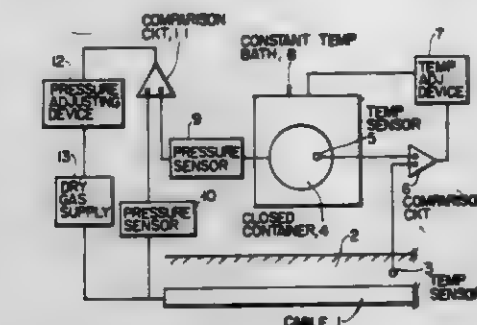 COMPARISON
CKT, 11
12
PRESSURE
ADJUSTING
DEVICE
13
DRY
GAS
SUPPLY
9
PRESSURE
SENSOR
10
PRESSURE
SENSOR
CONSTANT TEMP
BATH, 8
TEMP
SENSOR
5
CLOSED
CONTAINER, 4
7
TEMP
ADJ
DEVICE
6
COMPARISON
CKT
2
3
TEMP
SENSOR
CABLE 1